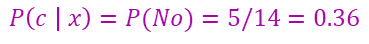 P(c | x) = P(No) = 5/14 = 0.36